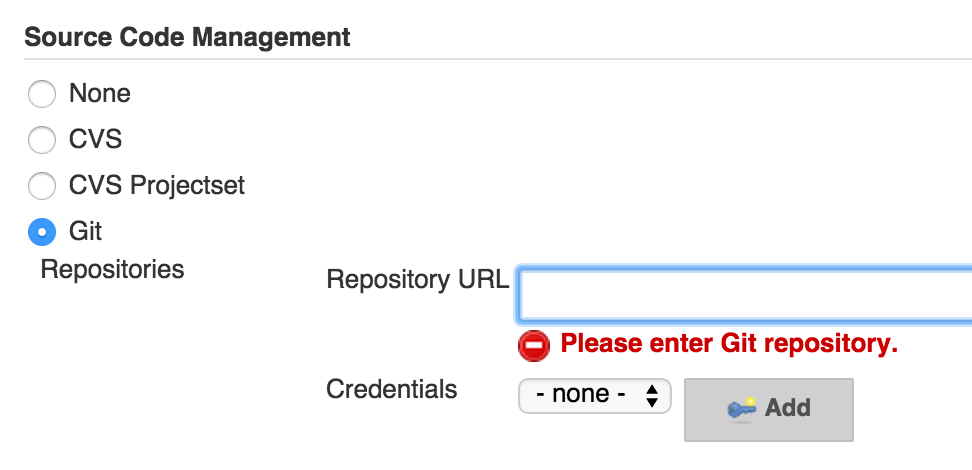 Source Code Management
None
CVS
CVS Projectset
Git
Repositories
Repository URL
Please enter Git repository.
Credentials
- none -
Add